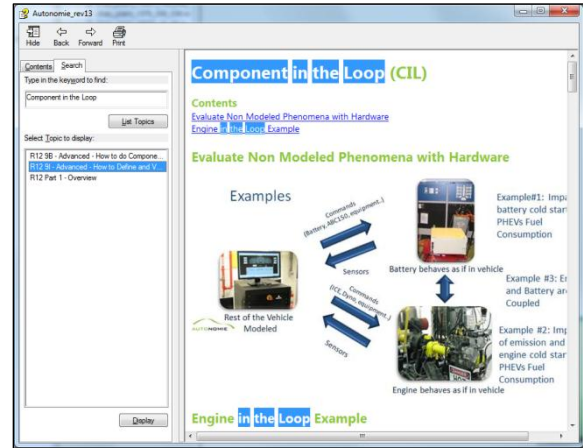 Autonomie_rev13
Hide Back Forward Print
Contents Search
Type in the keyword to find:
Component in the Loop
List Topics
Select Topic to display:
R12 9B - Advanced - How to do Compone...
R12 9I - Advanced - How to Define and V...
R12 Part 1 - Overview
Display
Component in the Loop (CIL)
Contents
Evaluate Non Modeled Phenomena with Hardware
Engine in the Loop Example
Evaluate Non Modeled Phenomena with Hardware
Examples
Commands
(Battery, ABC150, equipment..)
Sensors
Battery behaves as if in vehicle
Example#1: Impa
battery cold star
PHEVs Fuel
Consumption
Rest of the Vehicle
Modeled
AUTONOMIE
Commands
(ICE, Dyno, equipment..)
Sensors
Example #3: E
and Battery ar
Coupled
Example #2: Im
of emission and
engine cold star
PHEVs Fuel
Consumption
Engine behaves as if in vehicle
Engine in the Loop Example